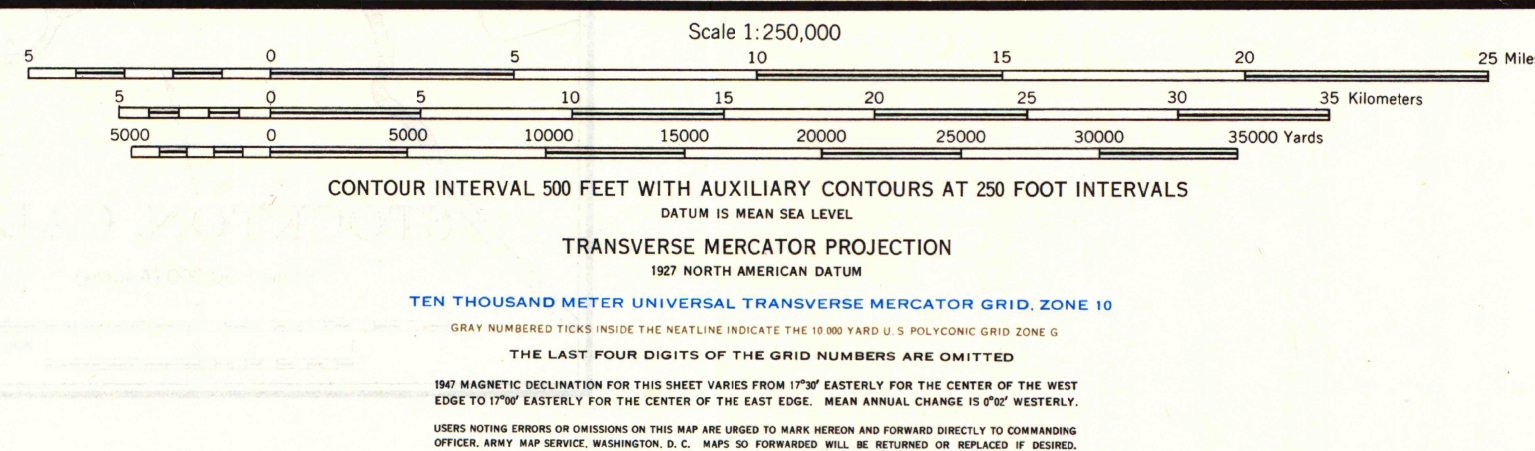 Scale 1:250,000
5 0 5 10 15 20 25 Mile
5 0 5 10 15 20 25 30 35 Kilometers
5000 0 5000 10000 15000 20000 25000 30000 35000 Yards
CONTOUR INTERVAL 500 FEET WITH AUXILIARY CONTOURS AT 250 FOOT INTERVALS
DATUM IS MEAN SEA LEVEL
TRANSVERSE MERCATOR PROJECTION
1927 NORTH AMERICAN DATUM
TEN THOUSAND METER UNIVERSAL TRANSVERSE MERCATOR GRID, ZONE 10
GRAY NUMBERED TICKS INSIDE THE NEATLINE INDICATE THE 10 000 YARD U.S POLYCONIC GRID ZONE G
THE LAST FOUR DIGITS OF THE GRID NUMBERS ARE OMITTED
1947 MAGNETIC DECLINATION FOR THIS SHEET VARIES FROM 17°30′ EASTERLY FOR THE CENTER OF THE WEST
EDGE TO 17°00′ EASTERLY FOR THE CENTER OF THE EAST EDGE. MEAN ANNUAL CHANGE IS 0°02′ WESTERLY.
USERS NOTING ERRORS OR OMISSIONS ON THIS MAP ARE URGED TO MARK HEREON AND FORWARD DIRECTLY TO COMMANDING
OFFICER, ARMY MAP SERVICE, WASHINGTON, D. C. MAPS SO FORWARDED WILL BE RETURNED OR REPLACED IF DESIRED.